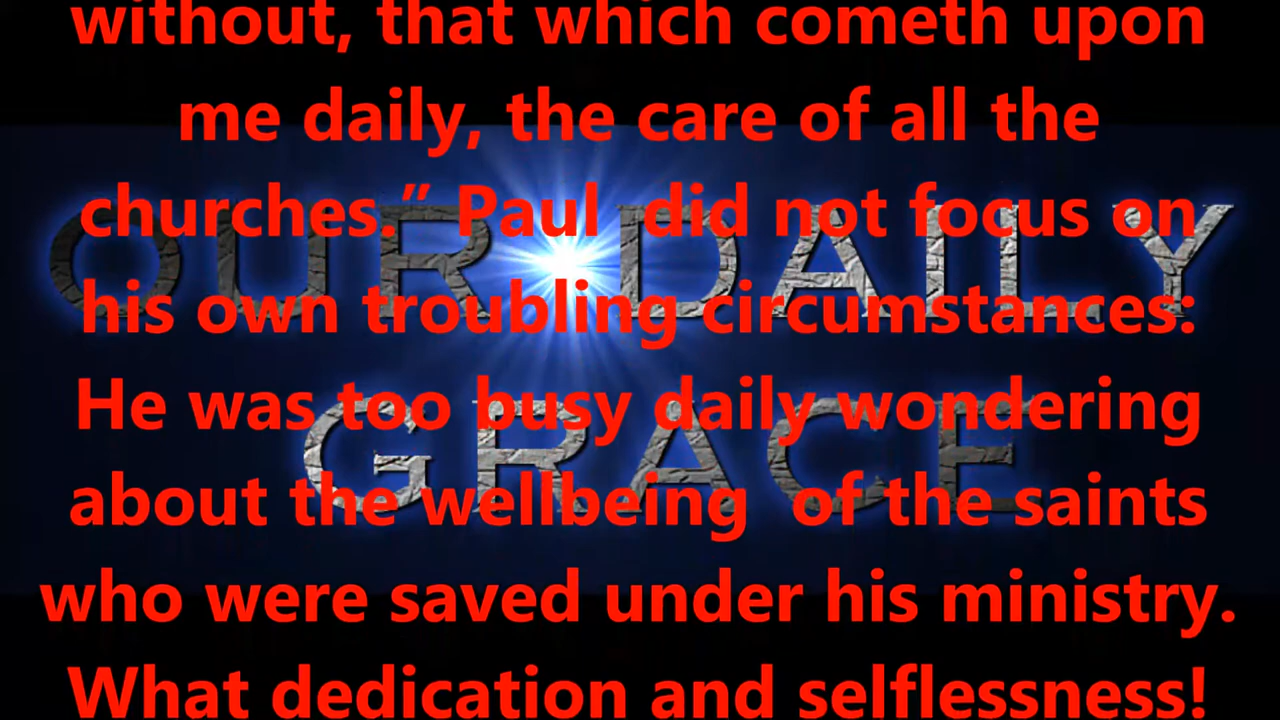 without, that which cometh upon
me daily, the care of all the
churches.” Paul did not focus on
his own troubling circumstances:
He was too busy daily wondering
about the wellbeing of the saints
who were saved under his ministry.
What dedication and selflessness!
OUR DAILY
GRACE